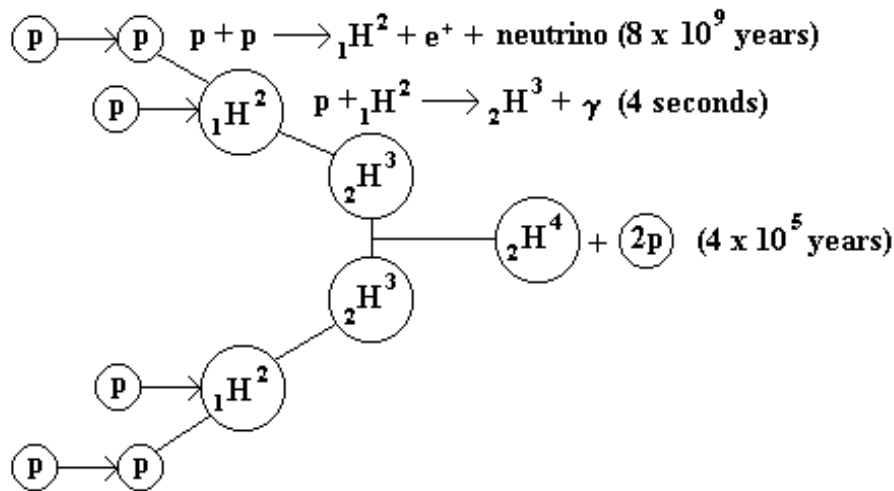 p p p + p ⟶ ₁H² + e⁺ + neutrino (8 x 10⁹ years)
p ₁H² p + ₁H² ⟶ ₂H³ + γ (4 seconds)
₂H³
₂H⁴ + 2p (4 x 10⁵ years)
₂H³
p ₁H²
p p